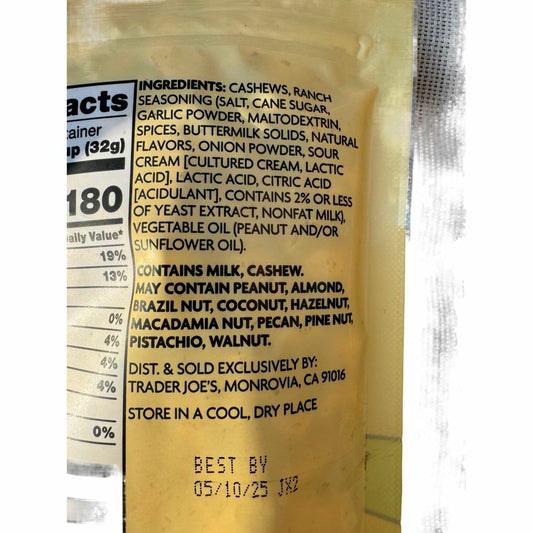 acts
tainer
up (32g)
180
Daily Value*
19%
13%
0%
4%
4%
4%
0%
INGREDIENTS: CASHEWS, RANCH
SEASONING (SALT, CANE SUGAR,
GARLIC POWDER, MALTODEXTRIN,
SPICES, BUTTERMILK SOLIDS, NATURAL
FLAVORS, ONION POWDER, SOUR
CREAM [CULTURED CREAM, LACTIC
ACID], LACTIC ACID, CITRIC ACID
[ACIDULANT], CONTAINS 2% OR LESS
OF YEAST EXTRACT, NONFAT MILK),
VEGETABLE OIL (PEANUT AND/OR
SUNFLOWER OIL).
CONTAINS MILK, CASHEW.
MAY CONTAIN PEANUT, ALMOND,
BRAZIL NUT, COCONUT, HAZELNUT,
MACADAMIA NUT, PECAN, PINE NUT,
PISTACHIO, WALNUT.
DIST. & SOLD EXCLUSIVELY BY:
TRADER JOE'S, MONROVIA, CA 91016
STORE IN A COOL, DRY PLACE
BEST BY
05/10/25 JX2